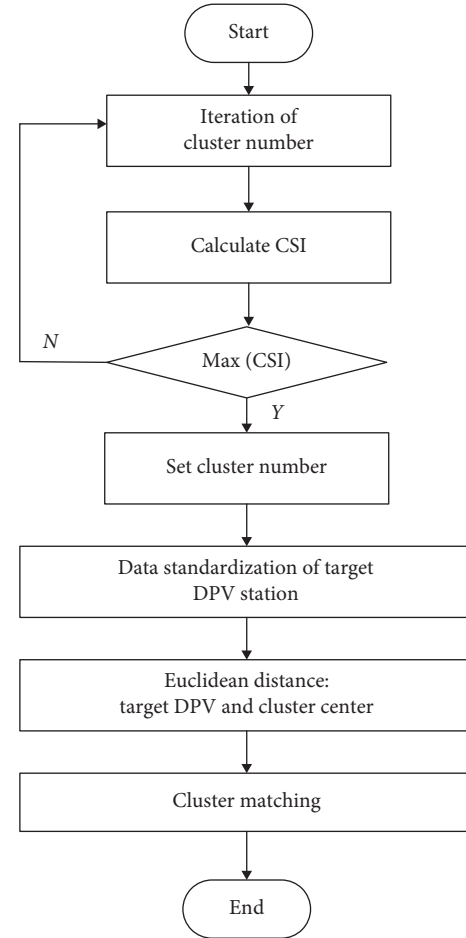 Start
Iteration of
cluster number
Calculate CSI
N
Max (CSI)
Y
Set cluster number
Data standardization of target
DPV station
Euclidean distance:
target DPV and cluster center
Cluster matching
End